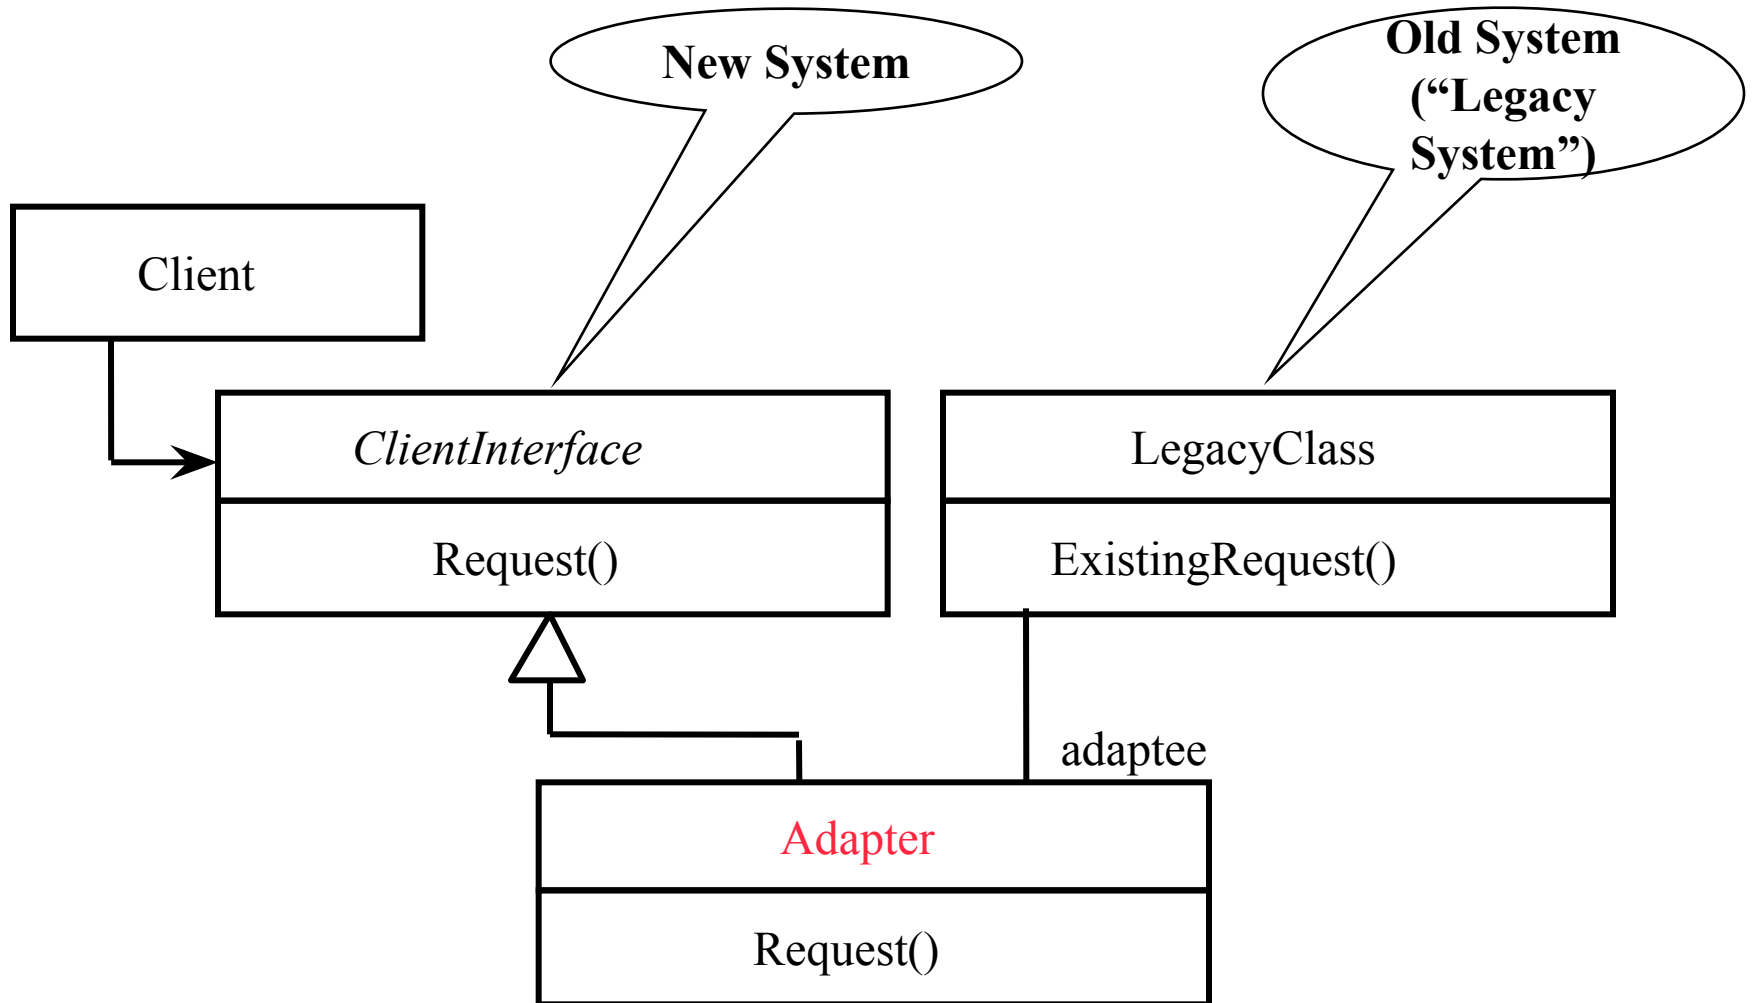 New System
Old System
(“Legacy
System”)
Client
ClientInterface
LegacyClass
Request()
ExistingRequest()
adaptee
Adapter
Request()